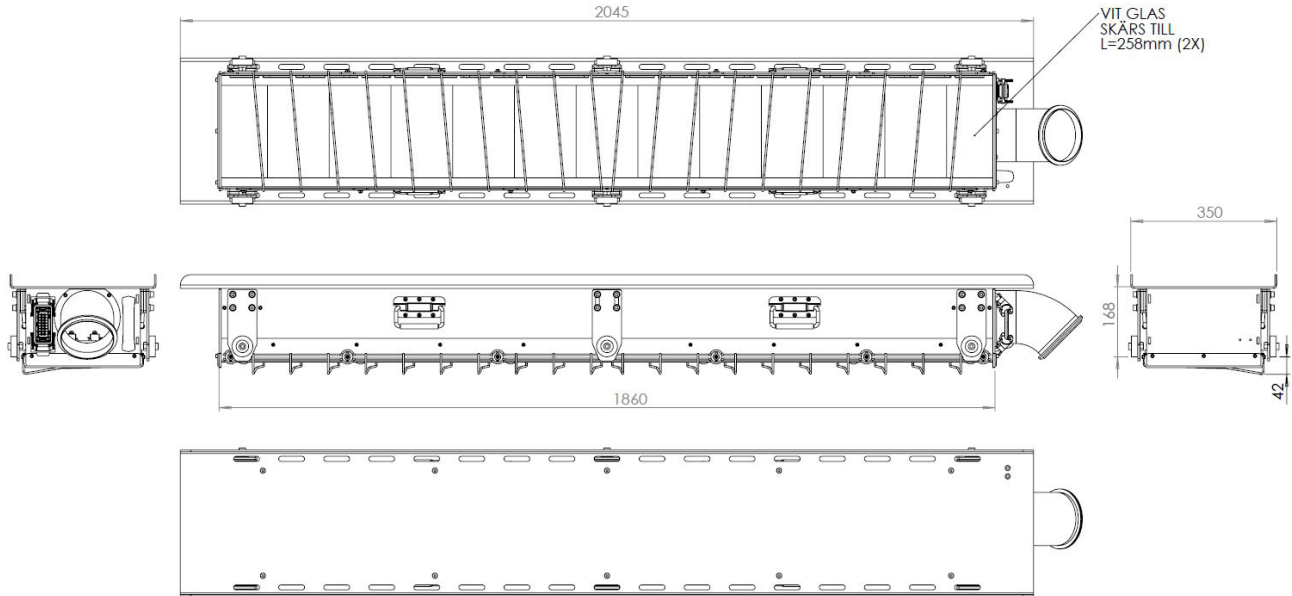 2045
VIT GLAS
SKÄRS TILL
L=258mm (2X)
350
168
42
1860